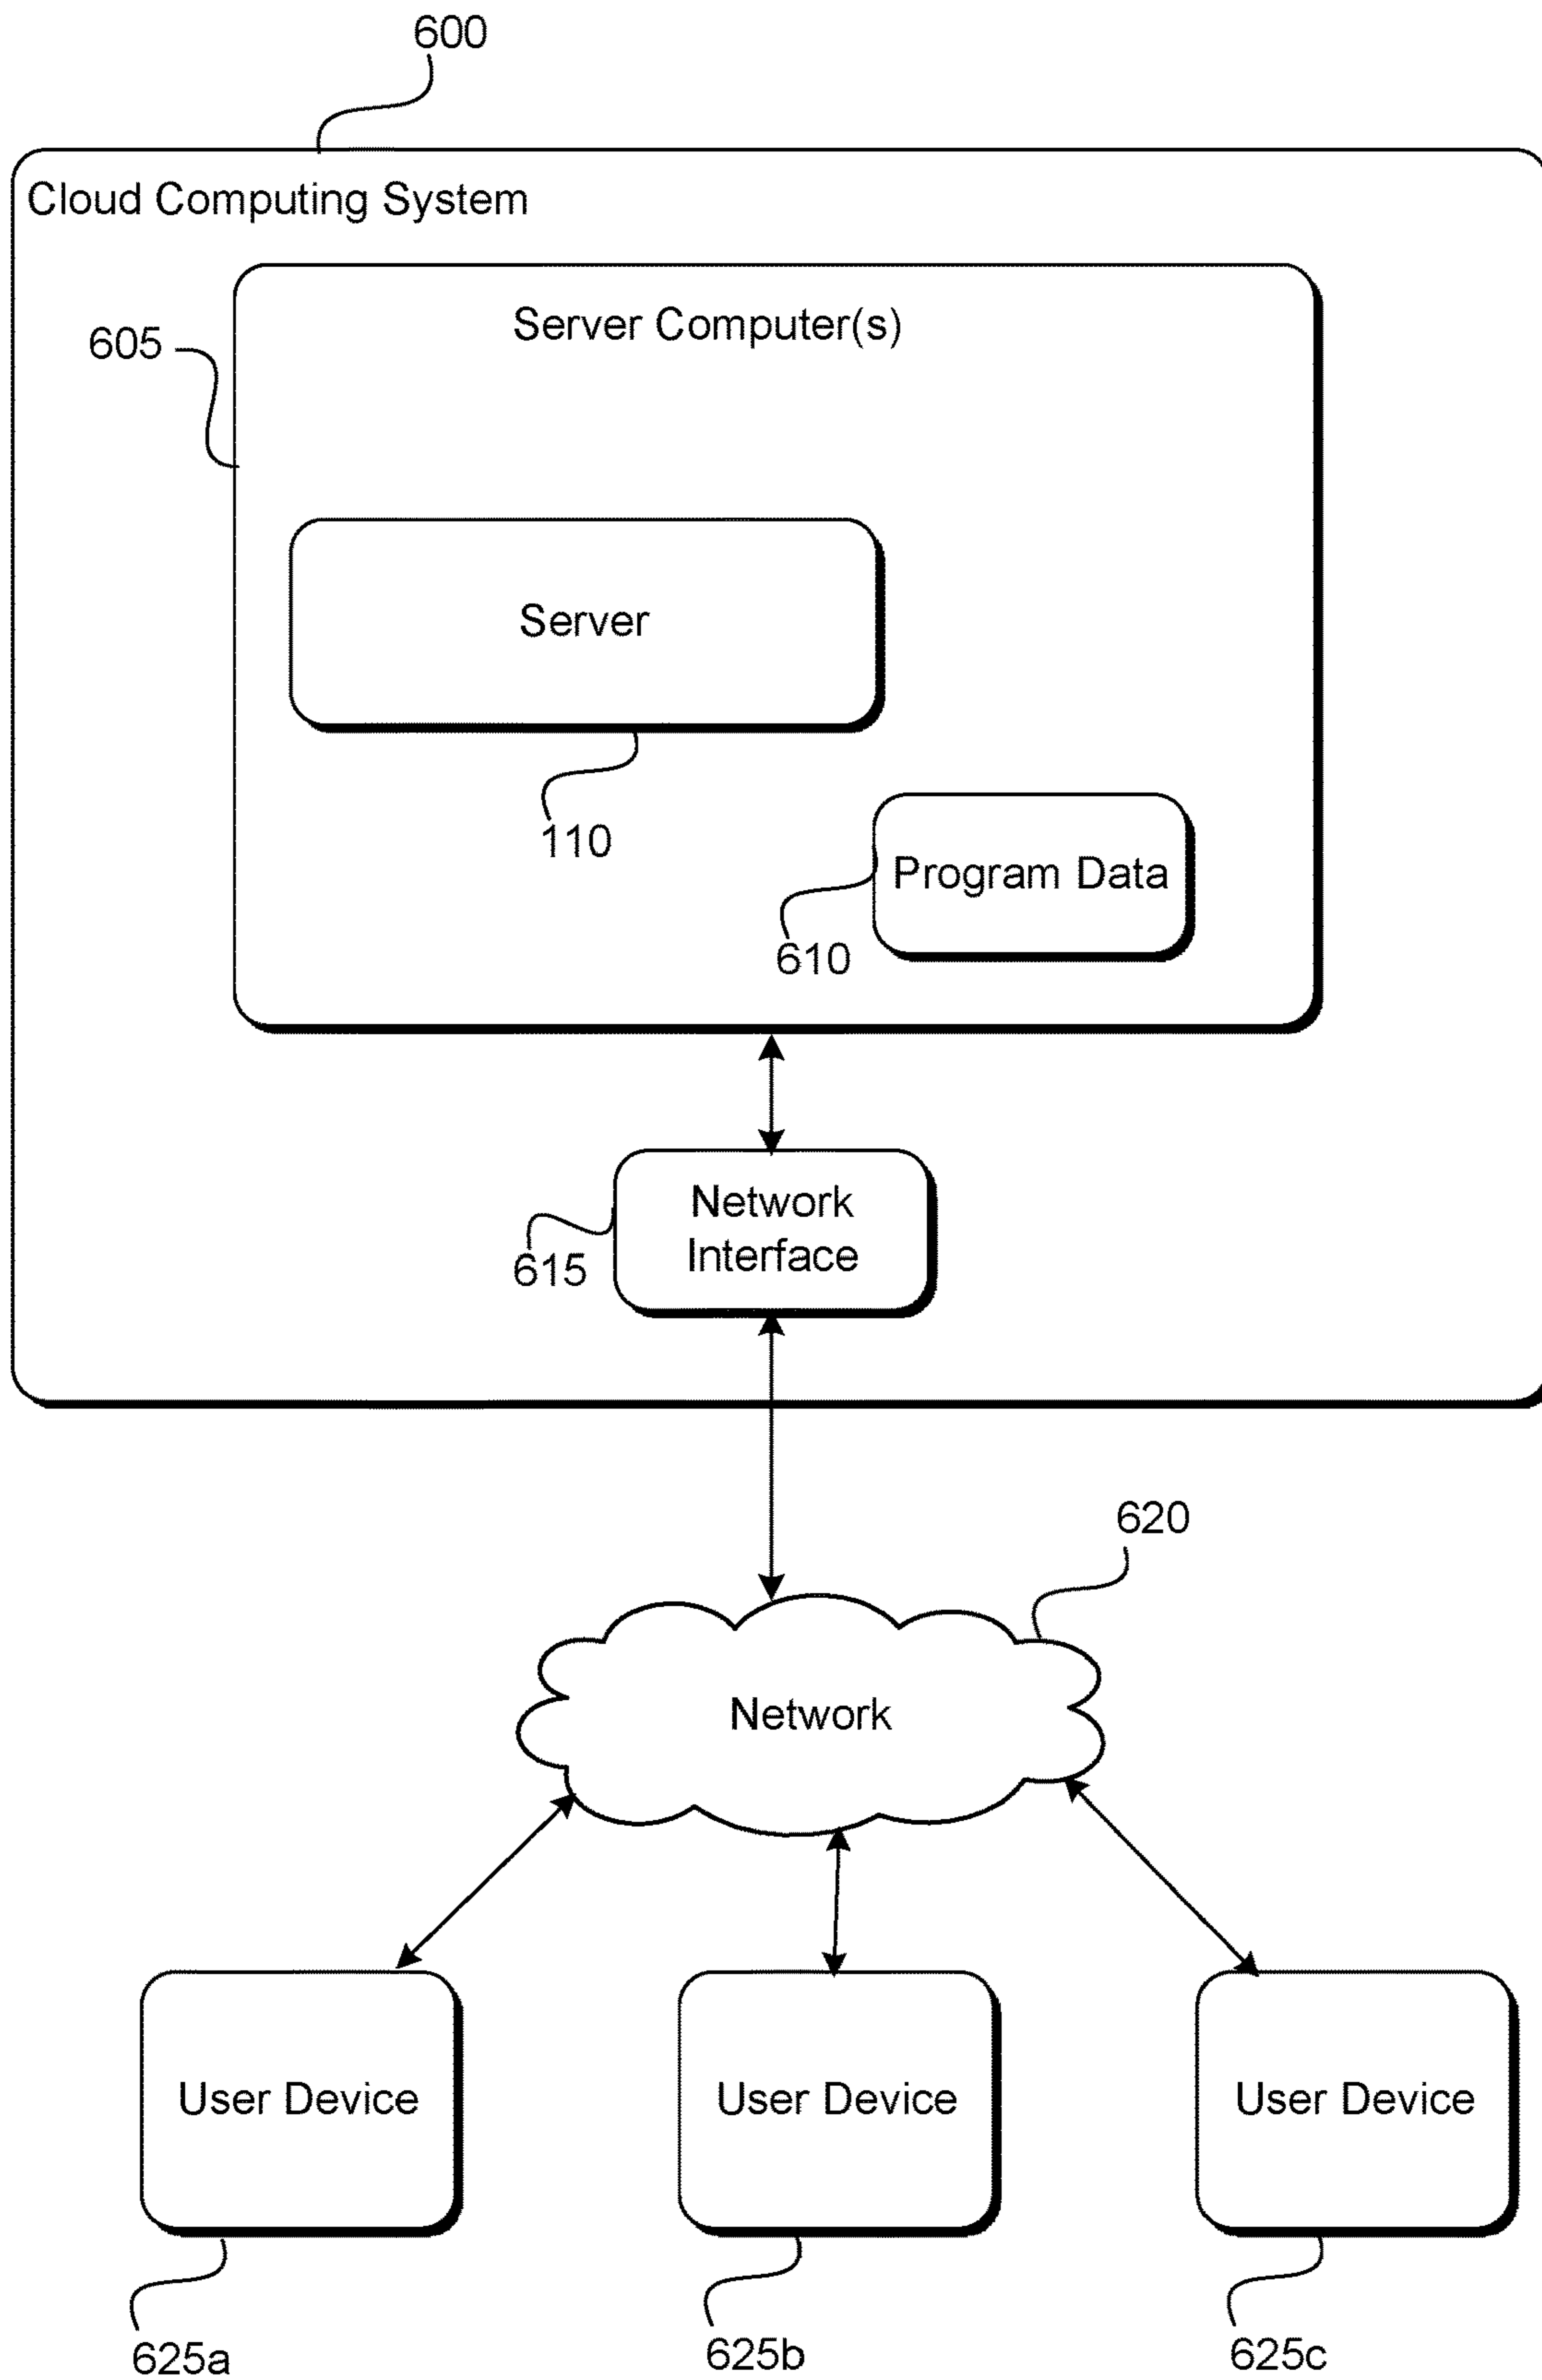 600
Cloud Computing System
Server Computer(s)
605
Server
110
Program Data
610
Network
Interface
615
620
Network
User Device
User Device
User Device
625a
625b
625c